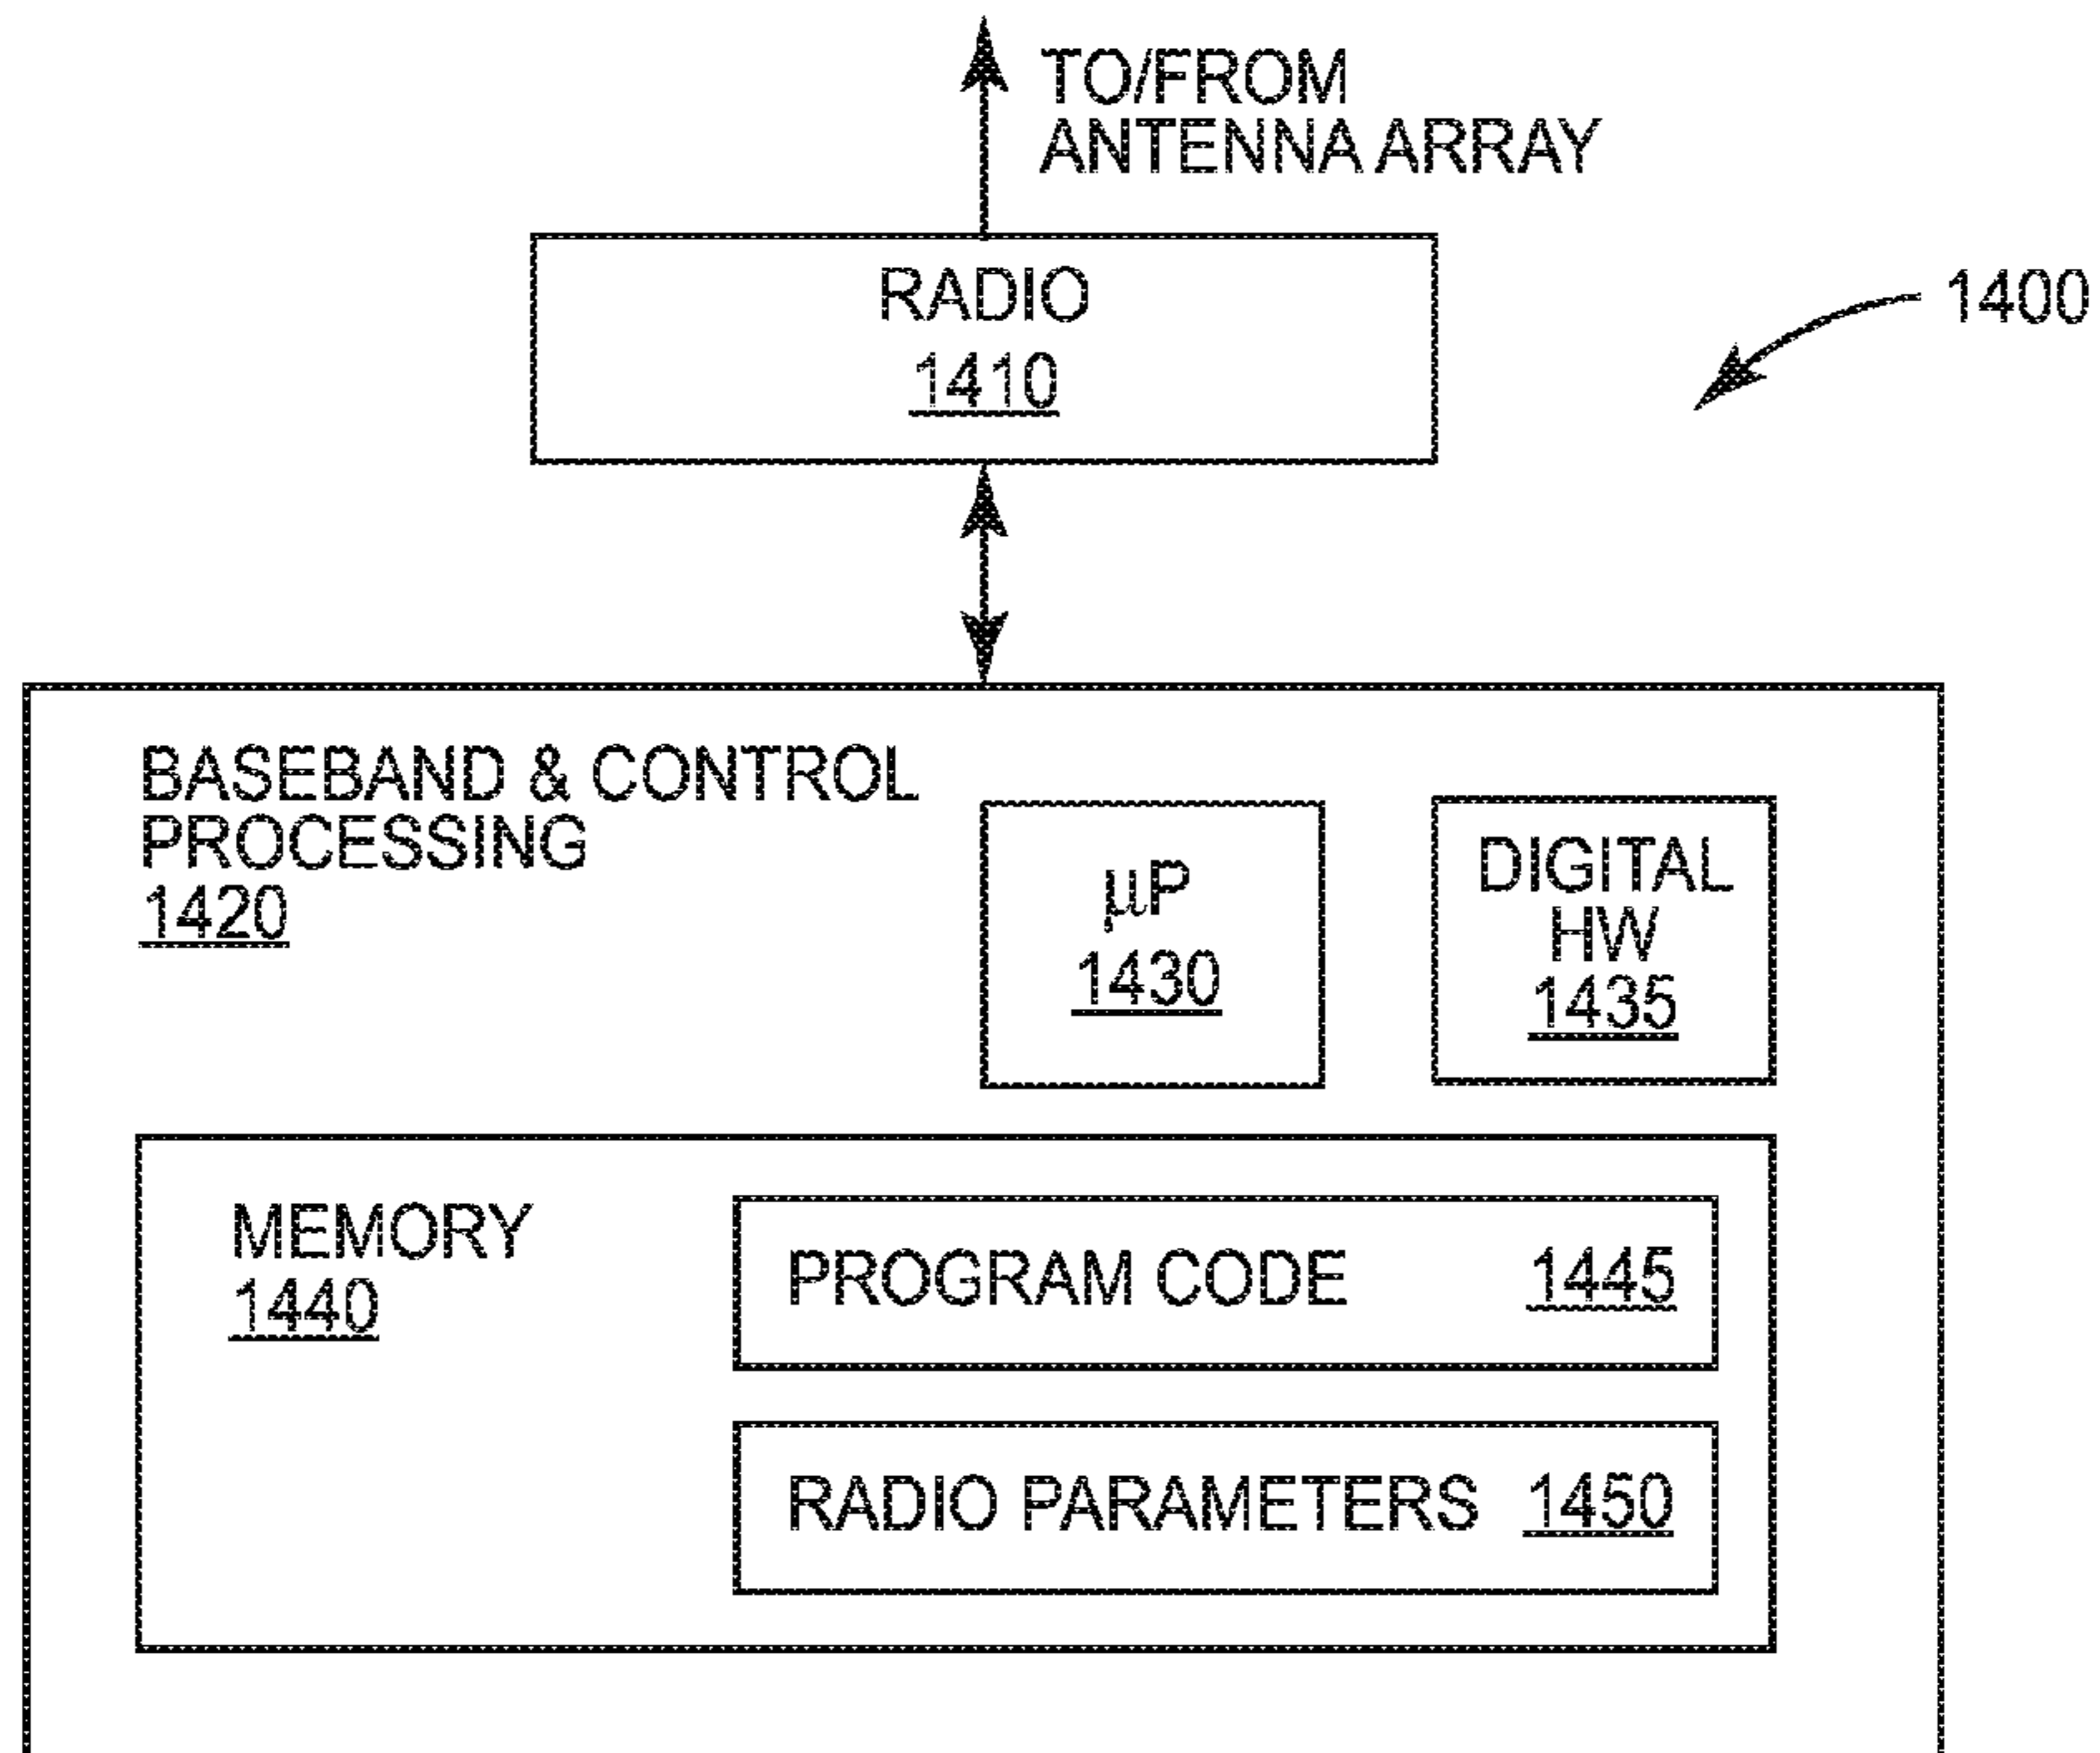 TO/FROM
ANTENNA ARRAY
RADIO
1410
1400
BASEBAND & CONTROL
PROCESSING
1420
µP
1430
DIGITAL
HW
1435
MEMORY
1440
PROGRAM CODE 1445
RADIO PARAMETERS 1450